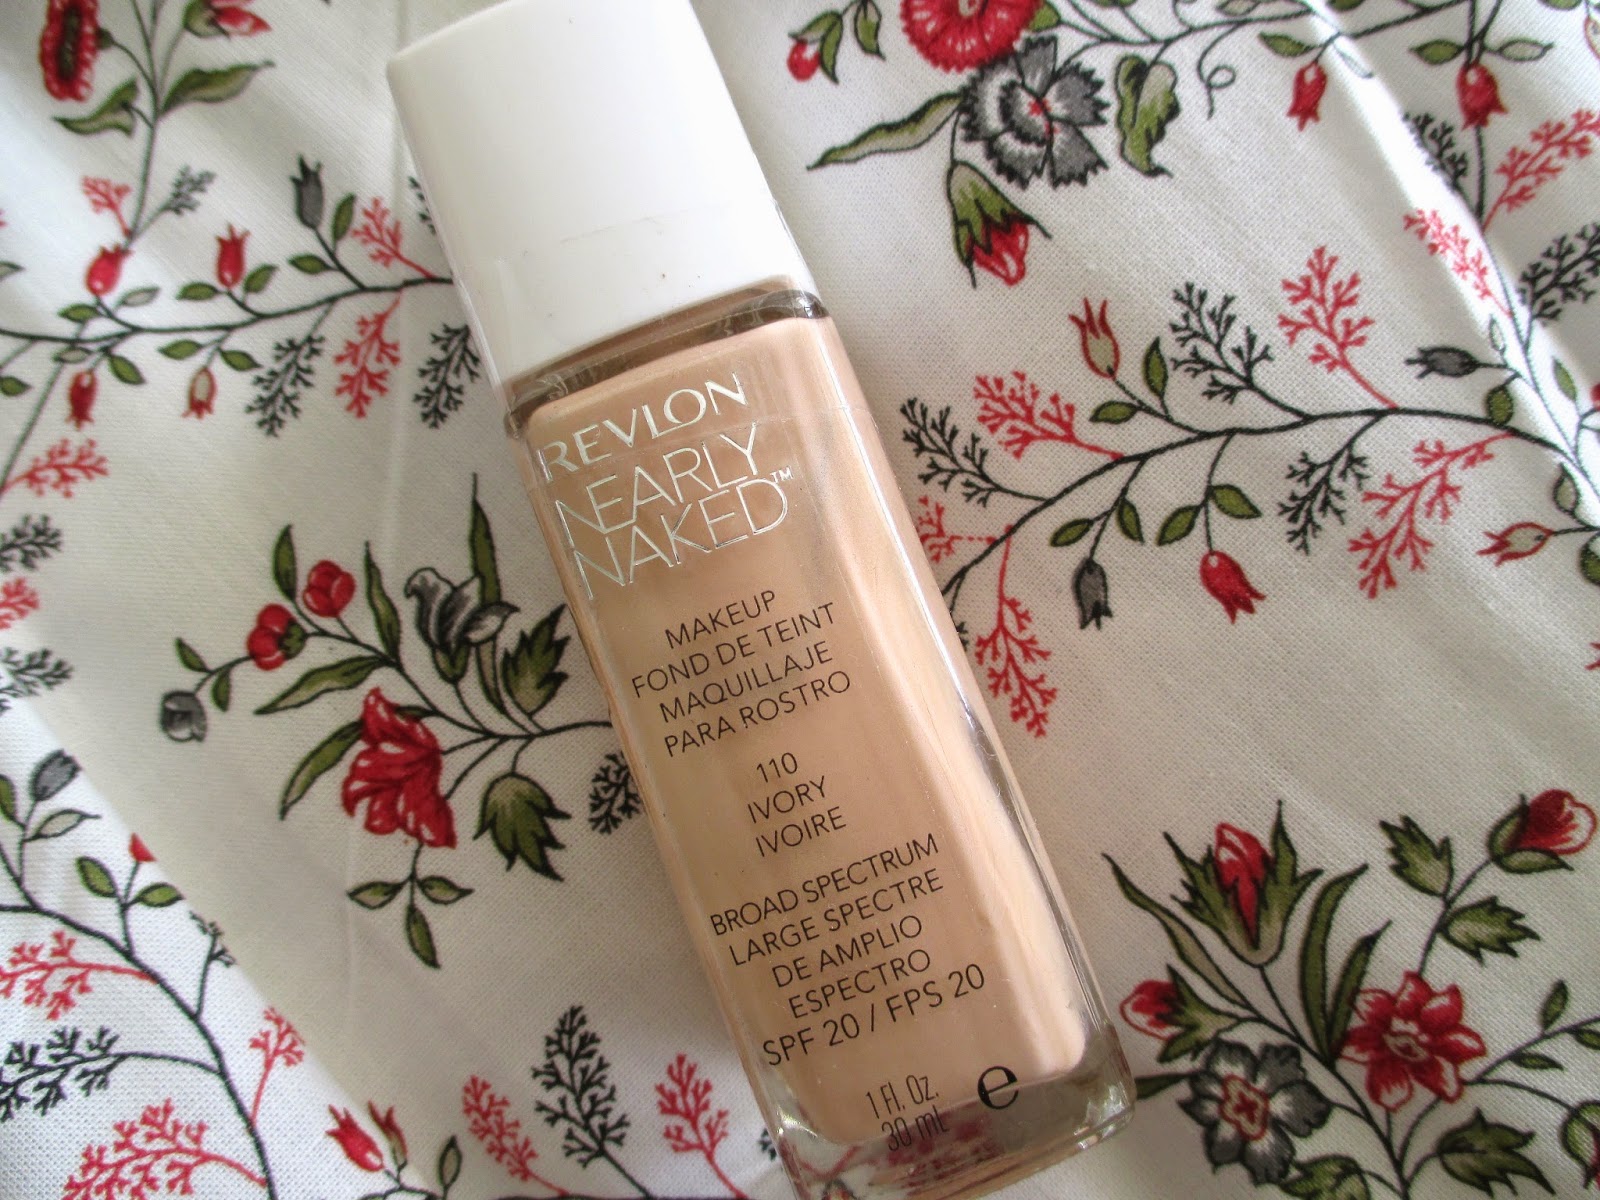 REVLON
NEARLY
NAKED™
MAKEUP
FOND DE TEINT
MAQUILLAJE
PARA ROSTRO
110
IVORY
IVOIRE
BROAD SPECTRUM
LARGE SPECTRE
DE AMPLIO
ESPECTRO
SPF 20 / FPS 20
1 Fl. Oz. ℮
30 mL